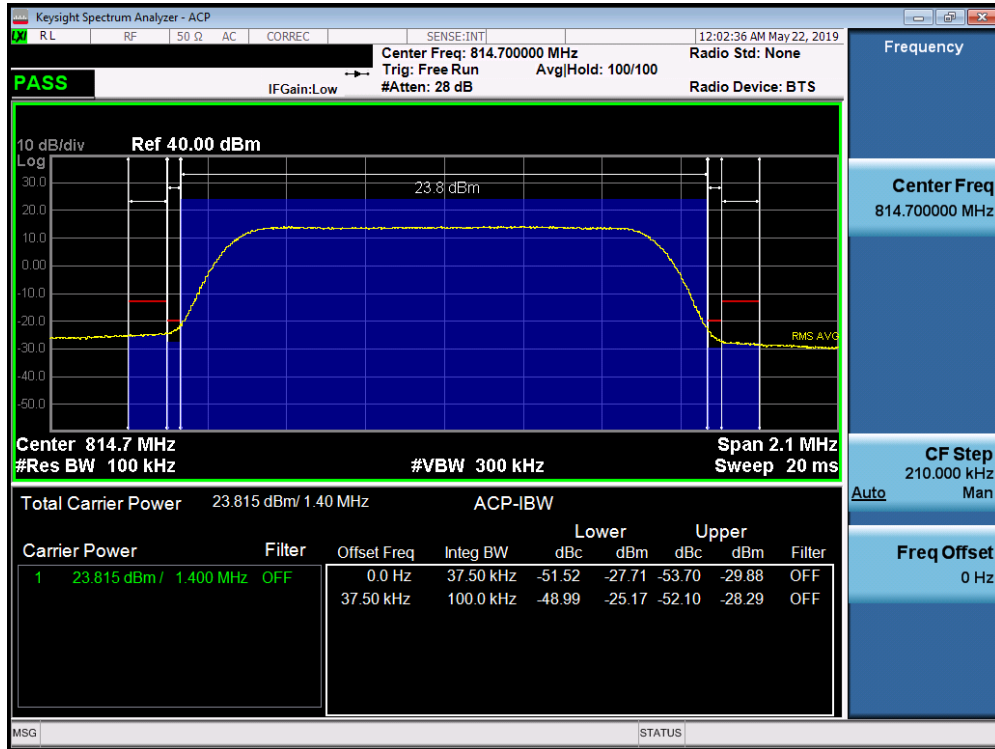 Keysight Spectrum Analyzer - ACP
LXI RL RF 50 Ω AC CORREC SENSE:INT 12:02:36 AM May 22, 2019
Center Freq: 814.700000 MHz Radio Std: None
Trig: Free Run Avg|Hold: 100/100
PASS IFGain:Low #Atten: 28 dB Radio Device: BTS
10 dB/div Ref 40.00 dBm
Log
30.0
23.8 dBm
20.0
10.0
0.00
-10.0
-20.0
RMS AVG
-30.0
-40.0
-50.0
Center 814.7 MHz Span 2.1 MHz
#Res BW 100 kHz #VBW 300 kHz Sweep 20 ms
Total Carrier Power 23.815 dBm/ 1.40 MHz ACP-IBW
Lower Upper
Carrier Power Filter Offset Freq Integ BW dBc dBm dBc dBm Filter
1 23.815 dBm / 1.400 MHz OFF 0.0 Hz 37.50 kHz -51.52 -27.71 -53.70 -29.88 OFF
37.50 kHz 100.0 kHz -48.99 -25.17 -52.10 -28.29 OFF
MSG STATUS
Frequency
Center Freq
814.700000 MHz
CF Step
210.000 kHz
Auto Man
Freq Offset
0 Hz